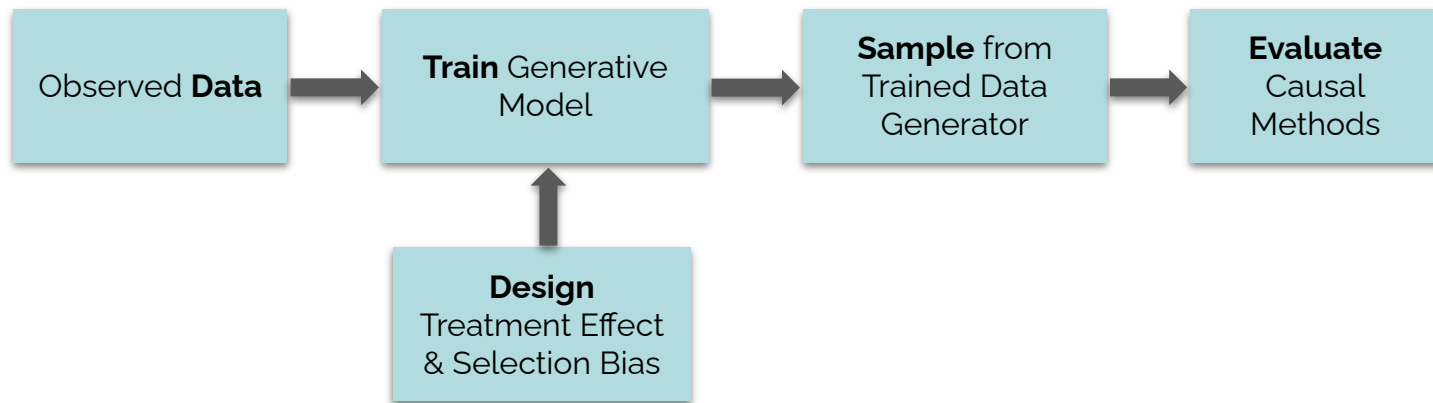 Observed Data
Train Generative
Model
Sample from
Trained Data
Generator
Evaluate
Causal
Methods
Design
Treatment Effect
& Selection Bias